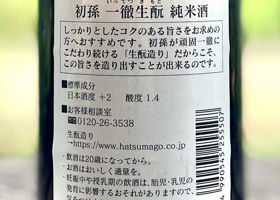 いってつきもと
初孫 一徹生酛 純米酒
しっかりとしたコクのある旨さをお求めの
方へおすすめです。初孫が頑固一徹に
こだわり続ける「生酛造り」だからこそ、
この旨さを造り出すことが出来るのです。
■標準成分
日本酒度 +2 酸度 1.4
■お客様相談室
0120-26-3538
生酛造り
→https://www.hatsumago.co.jp
・飲酒は20歳になってから。
・お酒はおいしく適量を。
・妊娠中や授乳期の飲酒は、胎児・乳児の
発育に影響するおそれがありますので、
4 990545 255507